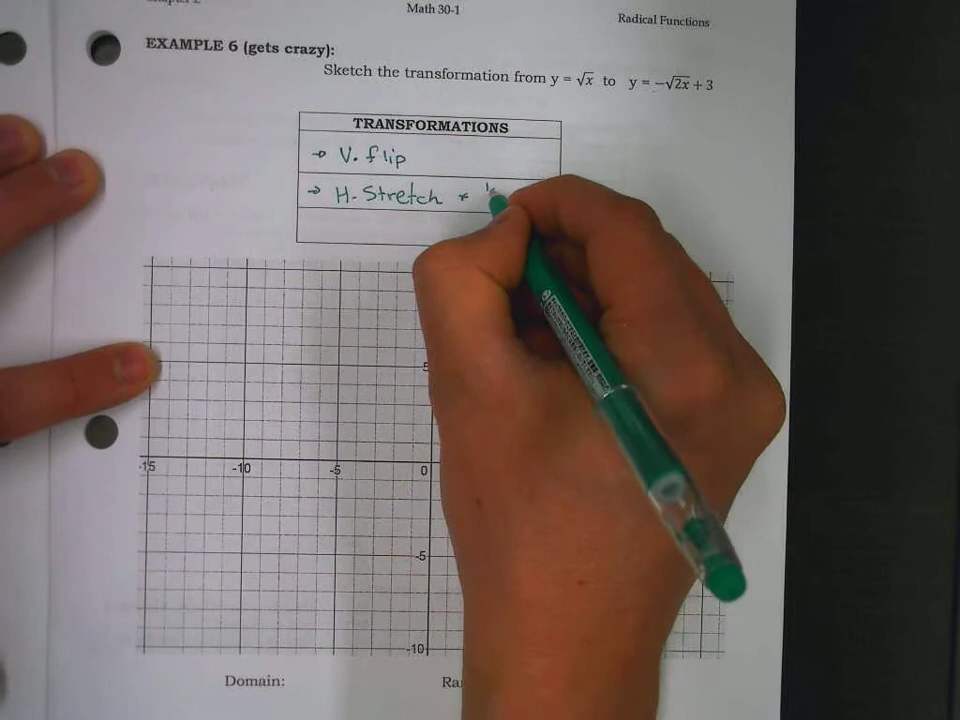 Math 30-1
Radical Functions
EXAMPLE 6 (gets crazy):
Sketch the transformation from y = √x to y = -√2x + 3
TRANSFORMATIONS
→ V. flip
→ H. Stretch *
5
-15 -10 -5 0
-5
-10
Domain: